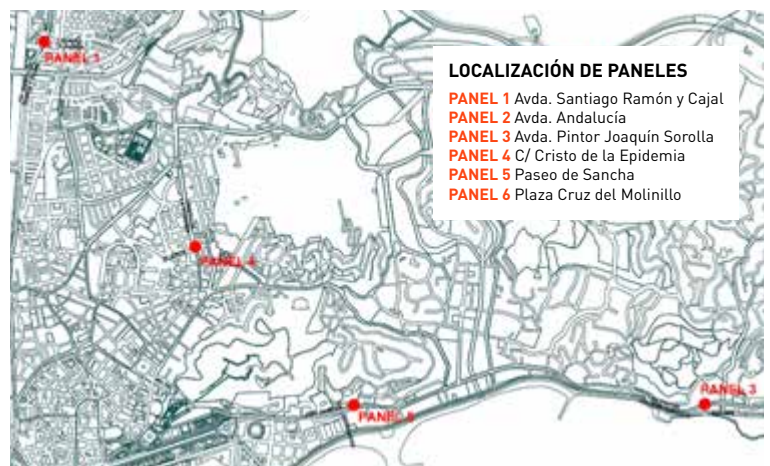 LOCALIZACIÓN DE PANELES
PANEL 1 Avda. Santiago Ramón y Cajal
PANEL 2 Avda. Andalucía
PANEL 3 Avda. Pintor Joaquín Sorolla
PANEL 4 C/ Cristo de la Epidemia
PANEL 5 Paseo de Sancha
PANEL 6 Plaza Cruz del Molinillo
PANEL 1
PANEL 4
PANEL 5
PANEL 3